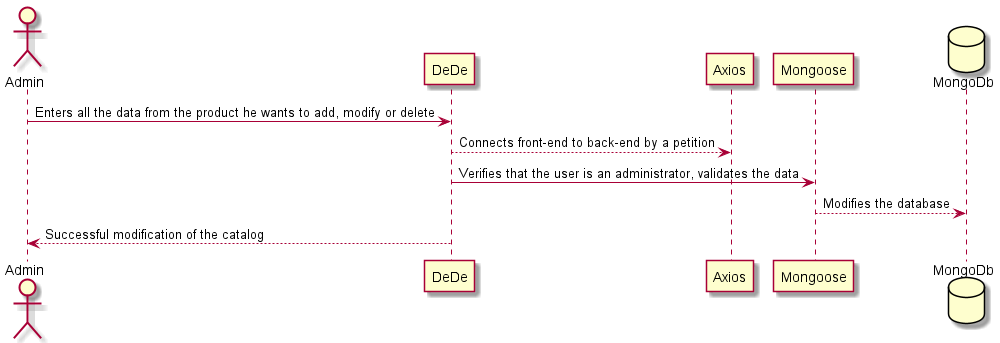 Admin
DeDe
Axios
Mongoose
MongoDb
Enters all the data from the product he wants to add, modify or delete
Connects front-end to back-end by a petition
Verifies that the user is an administrator, validates the data
Modifies the database
Successful modification of the catalog
Admin
DeDe
Axios
Mongoose
MongoDb